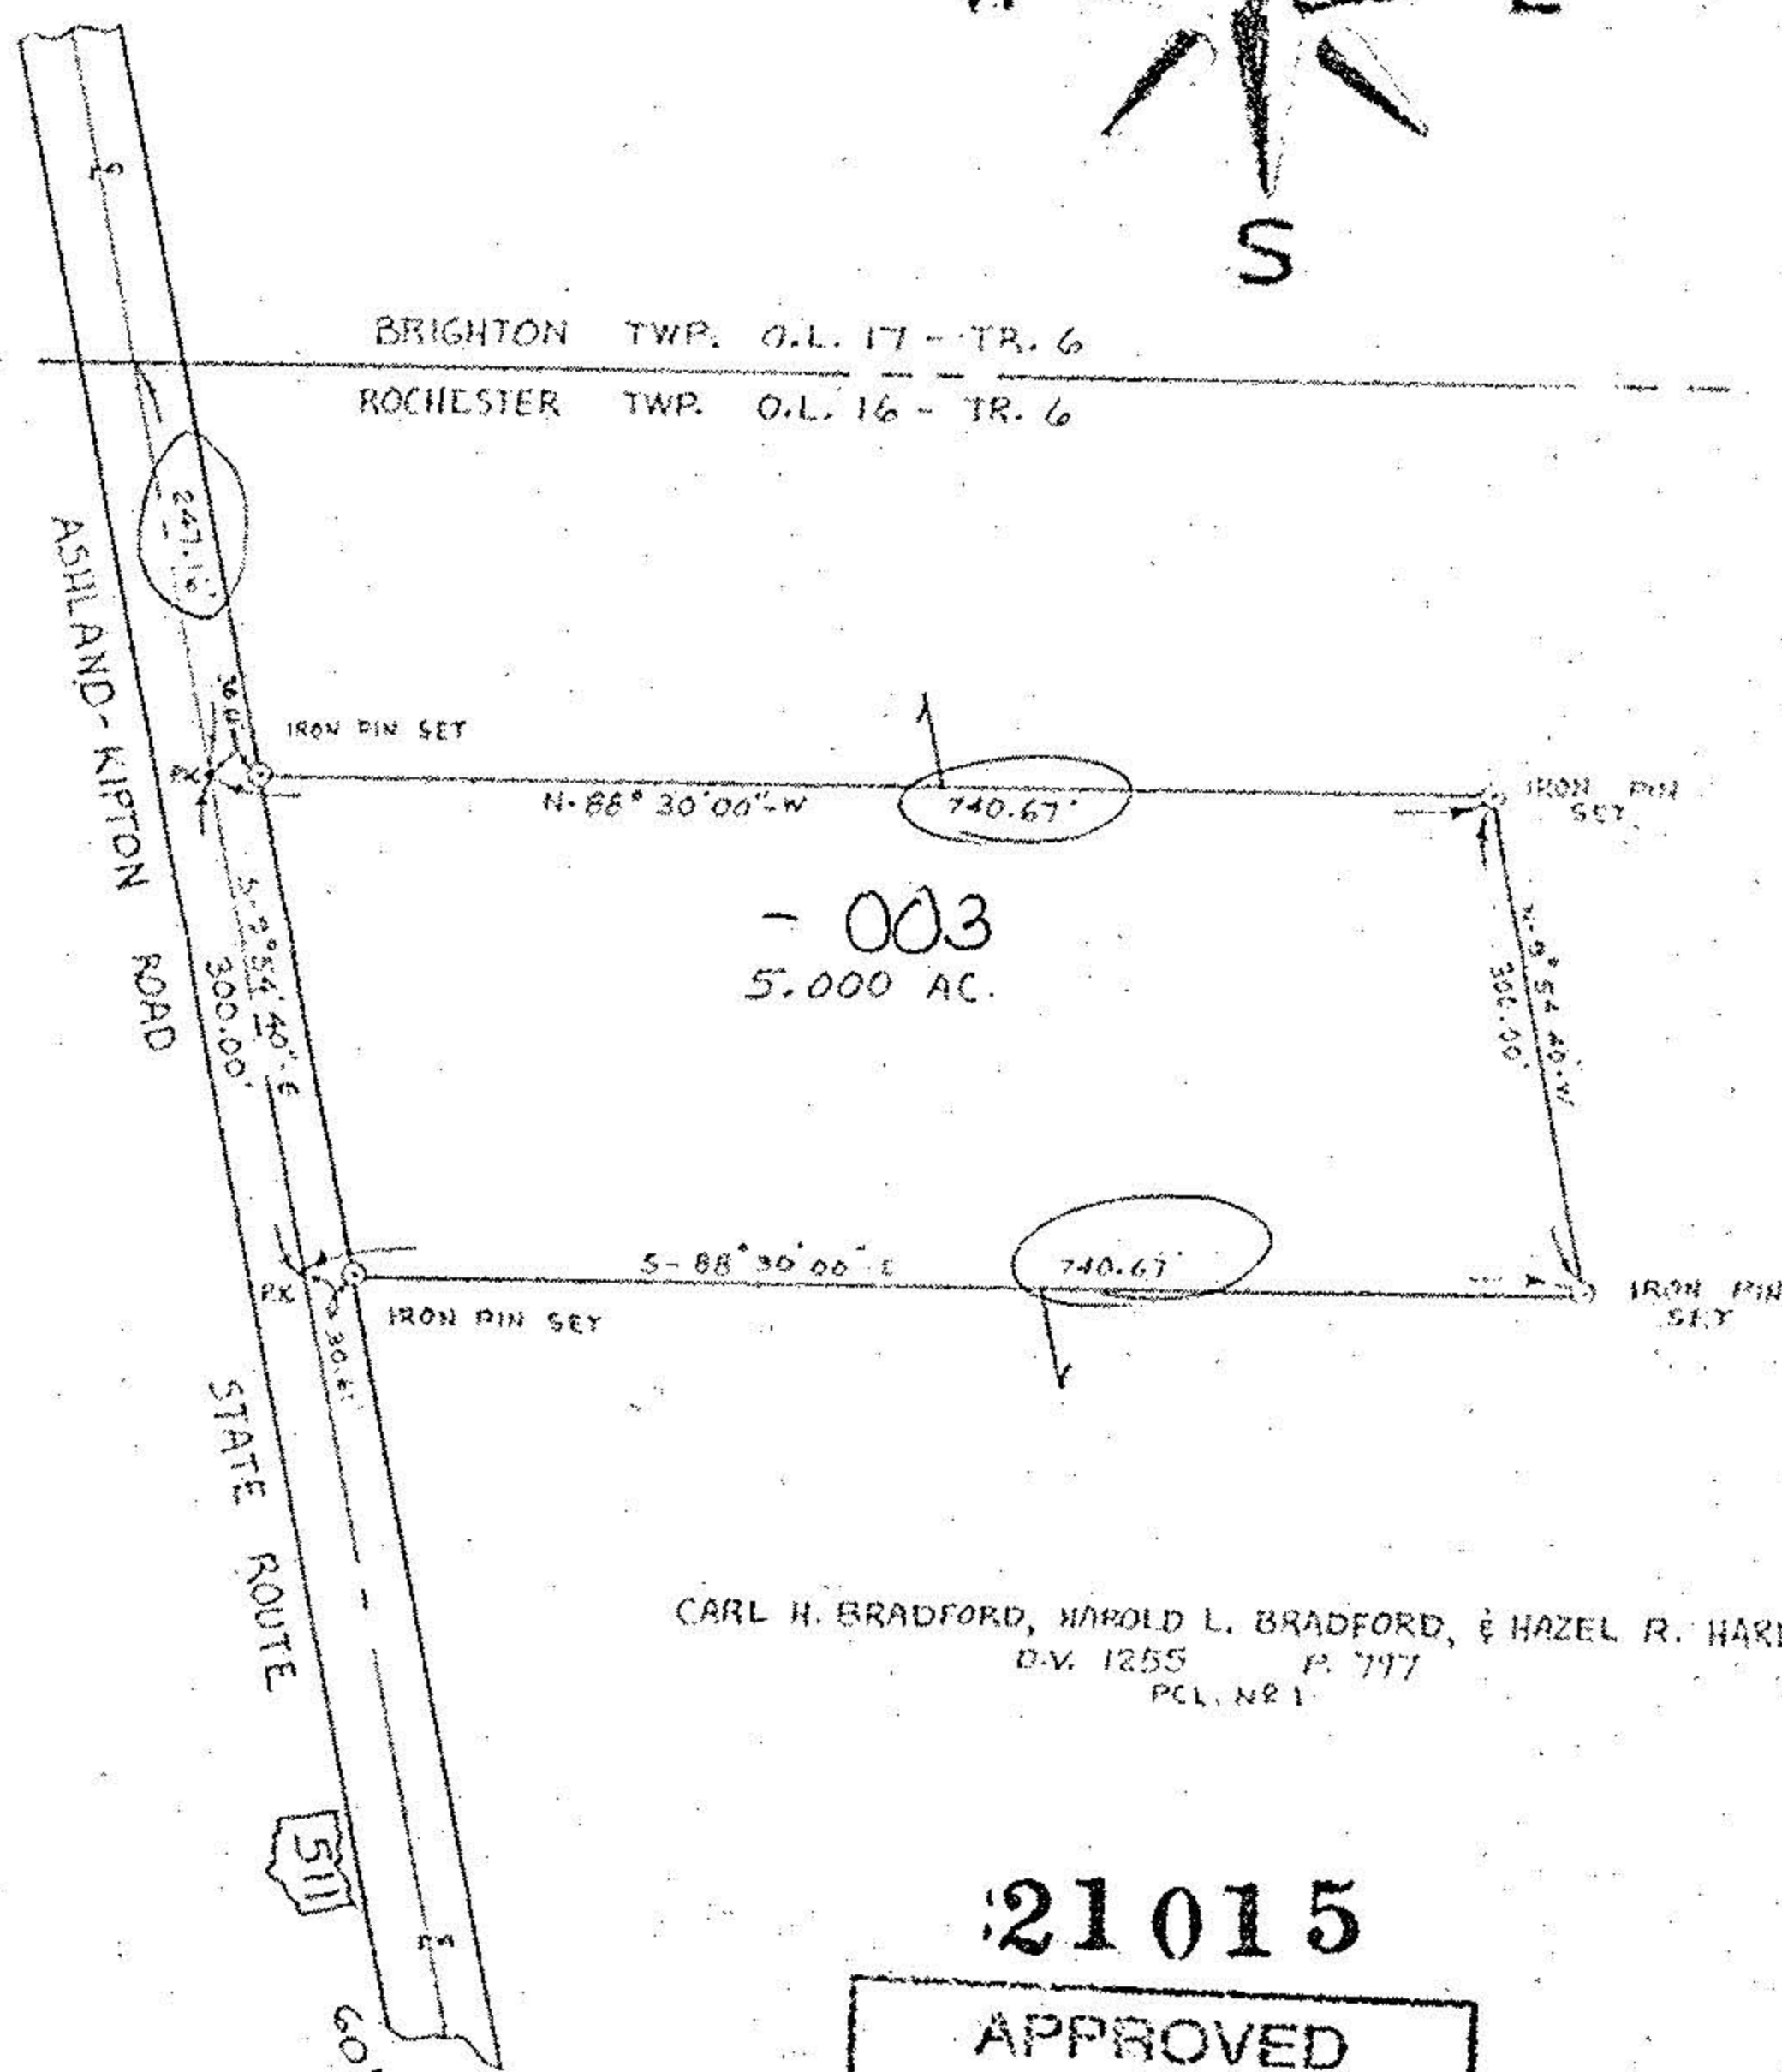 S
BRIGHTON TWP. O.L. 17 - TR. 6
ROCHESTER TWP. O.L. 16 - TR. 6
247.16'
ASHLAND-KIPTON ROAD
IRON PIN SET
PK
N-88°30'00"-W 740.67'
IRON PIN
SET
- 003
5.000 AC.
300.00'
300.00'
S-88°30'00"E 740.67'
PK
IRON PIN SET
IRON PIN
SET
STATE ROUTE
511
CARL H. BRADFORD, HAROLD L. BRADFORD, & HAZEL R.
D.V. 1255 P. 797
PCL. Nº 1
21015
APPROVED
60'